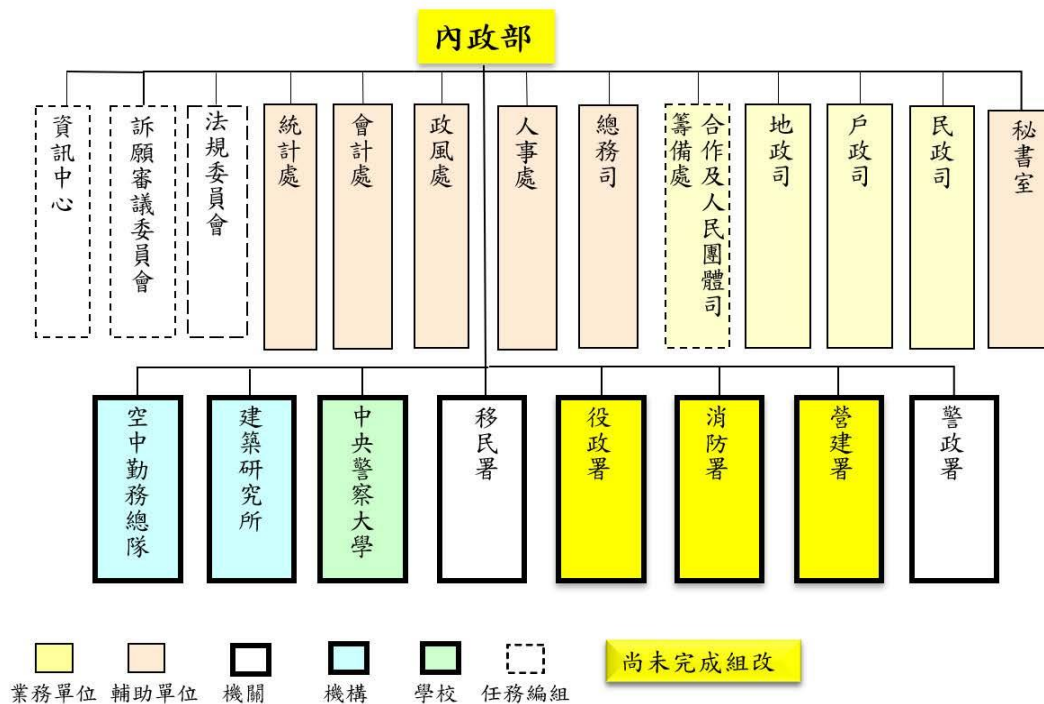 內政部
資訊中心
訴願審議委員會
法規委員會
統計處
會計處
政風處
人事處
總務司
合作及人民團體司
籌備處
地政司
戶政司
民政司
秘書室
空中勤務總隊
建築研究所
中央警察大學
移民署
役政署
消防署
營建署
警政署
業務單位
輔助單位
機關
機構
學校
任務編組
尚未完成組改